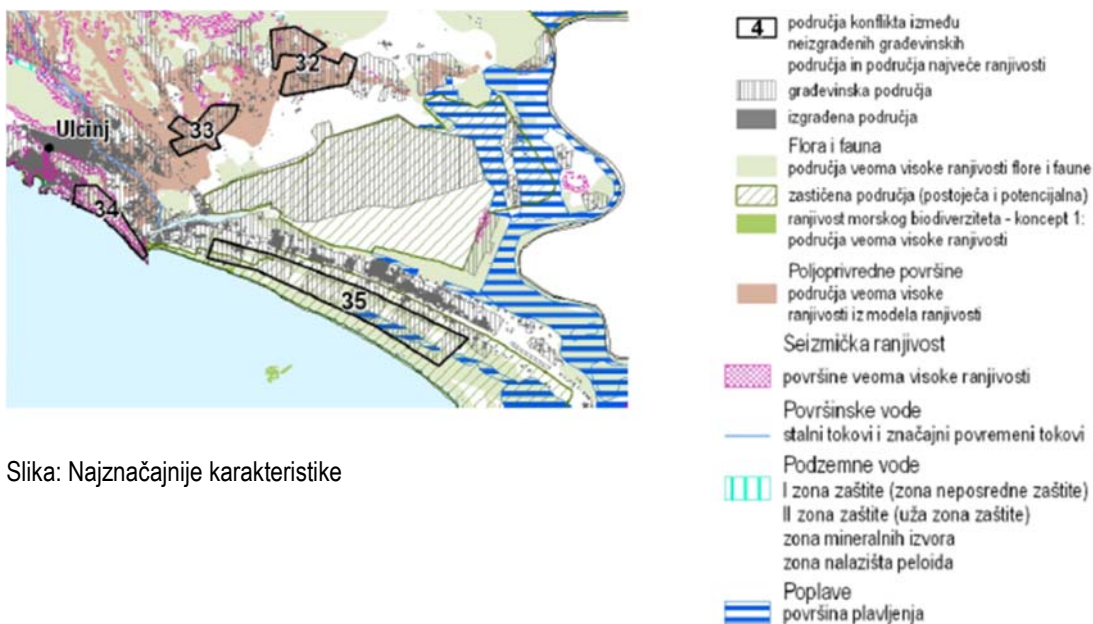 32
33
Ulcinj
34
35
Slika: Najznačajnije karakteristike
4 područja konflikta između
neizgrađenih građevinskih
područja in područja najveće ranjivosti
građevinska područja
izgrađena područja
Flora i fauna
područja veoma visoke ranjivosti flore i faune
zastičena područja (postoječa i potencijalna)
ranjivost morskog biodiverziteta - koncept 1:
područja veoma visoke ranjivosti
Poljoprivredne površine
područja veoma visoke
ranjivosti iz modela ranjivosti
Seizmička ranjivost
površine veoma visoke ranjivosti
Površinske vode
stalni tokovi i značajni povremeni tokovi
Podzemne vode
I zona zaštite (zona neposredne zaštite)
II zona zaštite (uža zona zaštite)
zona mineralnih izvora
zona nalazišta peloida
Poplave
površina plavljenja